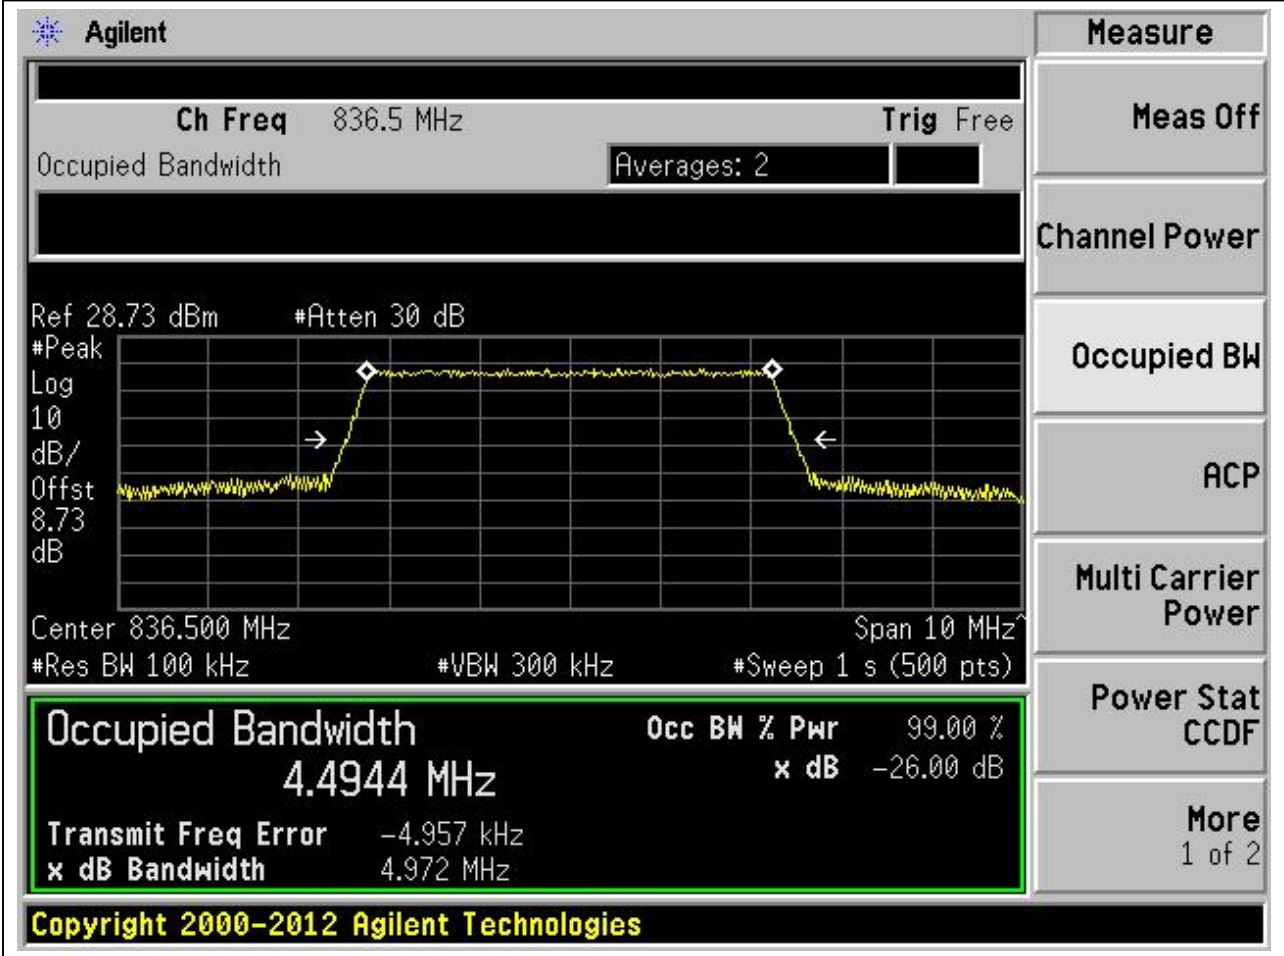 Agilent
Measure
Ch Freq 836.5 MHz Trig Free
Occupied Bandwidth Averages: 2
Meas Off
Channel Power
Occupied BW
ACP
Multi Carrier
Power
Power Stat
CCDF
More
1 of 2
Ref 28.73 dBm #Atten 30 dB
#Peak
Log
10
dB/
Offst
8.73
dB
Center 836.500 MHz Span 10 MHz^
#Res BW 100 kHz #VBW 300 kHz #Sweep 1 s (500 pts)
Occupied Bandwidth Occ BW % Pwr 99.00 %
4.4944 MHz x dB -26.00 dB
Transmit Freq Error -4.957 kHz
x dB Bandwidth 4.972 MHz
Copyright 2000-2012 Agilent Technologies